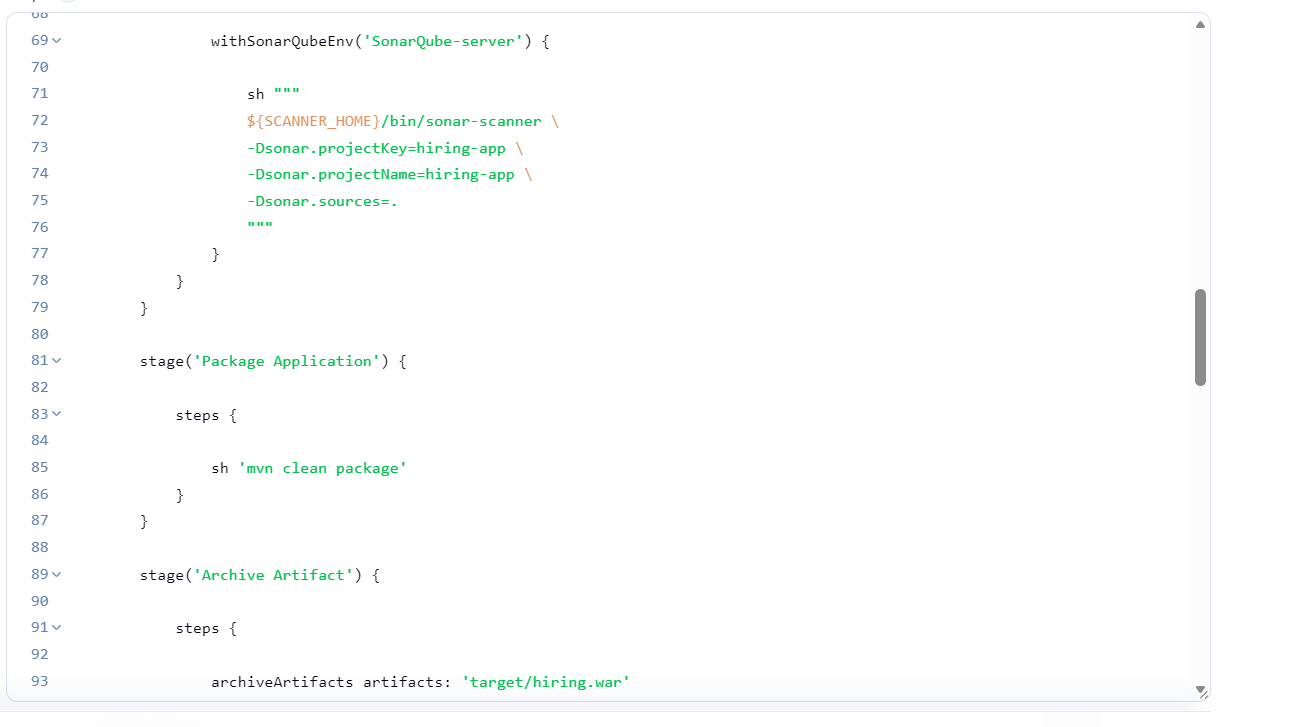 68
69 withSonarQubeEnv('SonarQube-server') {
70
71 sh """
72 ${SCANNER_HOME}/bin/sonar-scanner \
73 -Dsonar.projectKey=hiring-app \
74 -Dsonar.projectName=hiring-app \
75 -Dsonar.sources=.
76 """
77 }
78 }
79 }
80
81 stage('Package Application') {
82
83 steps {
84
85 sh 'mvn clean package'
86 }
87 }
88
89 stage('Archive Artifact') {
90
91 steps {
92
93 archiveArtifacts artifacts: 'target/hiring.war'